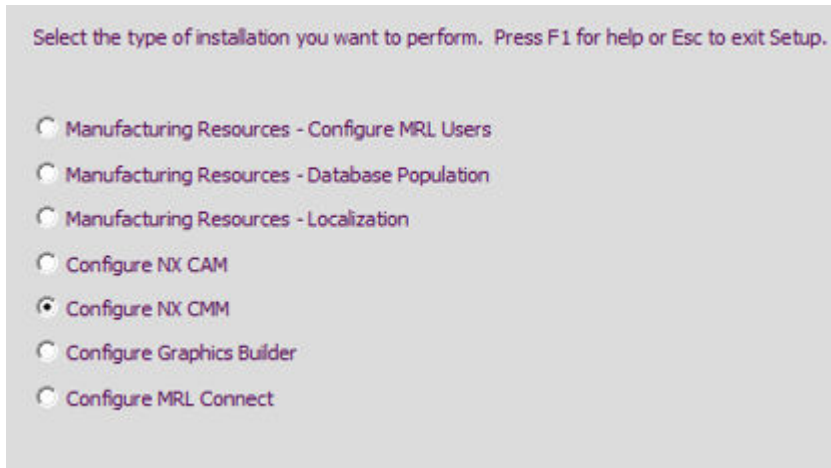 Select the type of installation you want to perform.  Press F1 for help or Esc to exit Setup.
Manufacturing Resources - Configure MRL Users
Manufacturing Resources - Database Population
Manufacturing Resources - Localization
Configure NX CAM
Configure NX CMM
Configure Graphics Builder
Configure MRL Connect